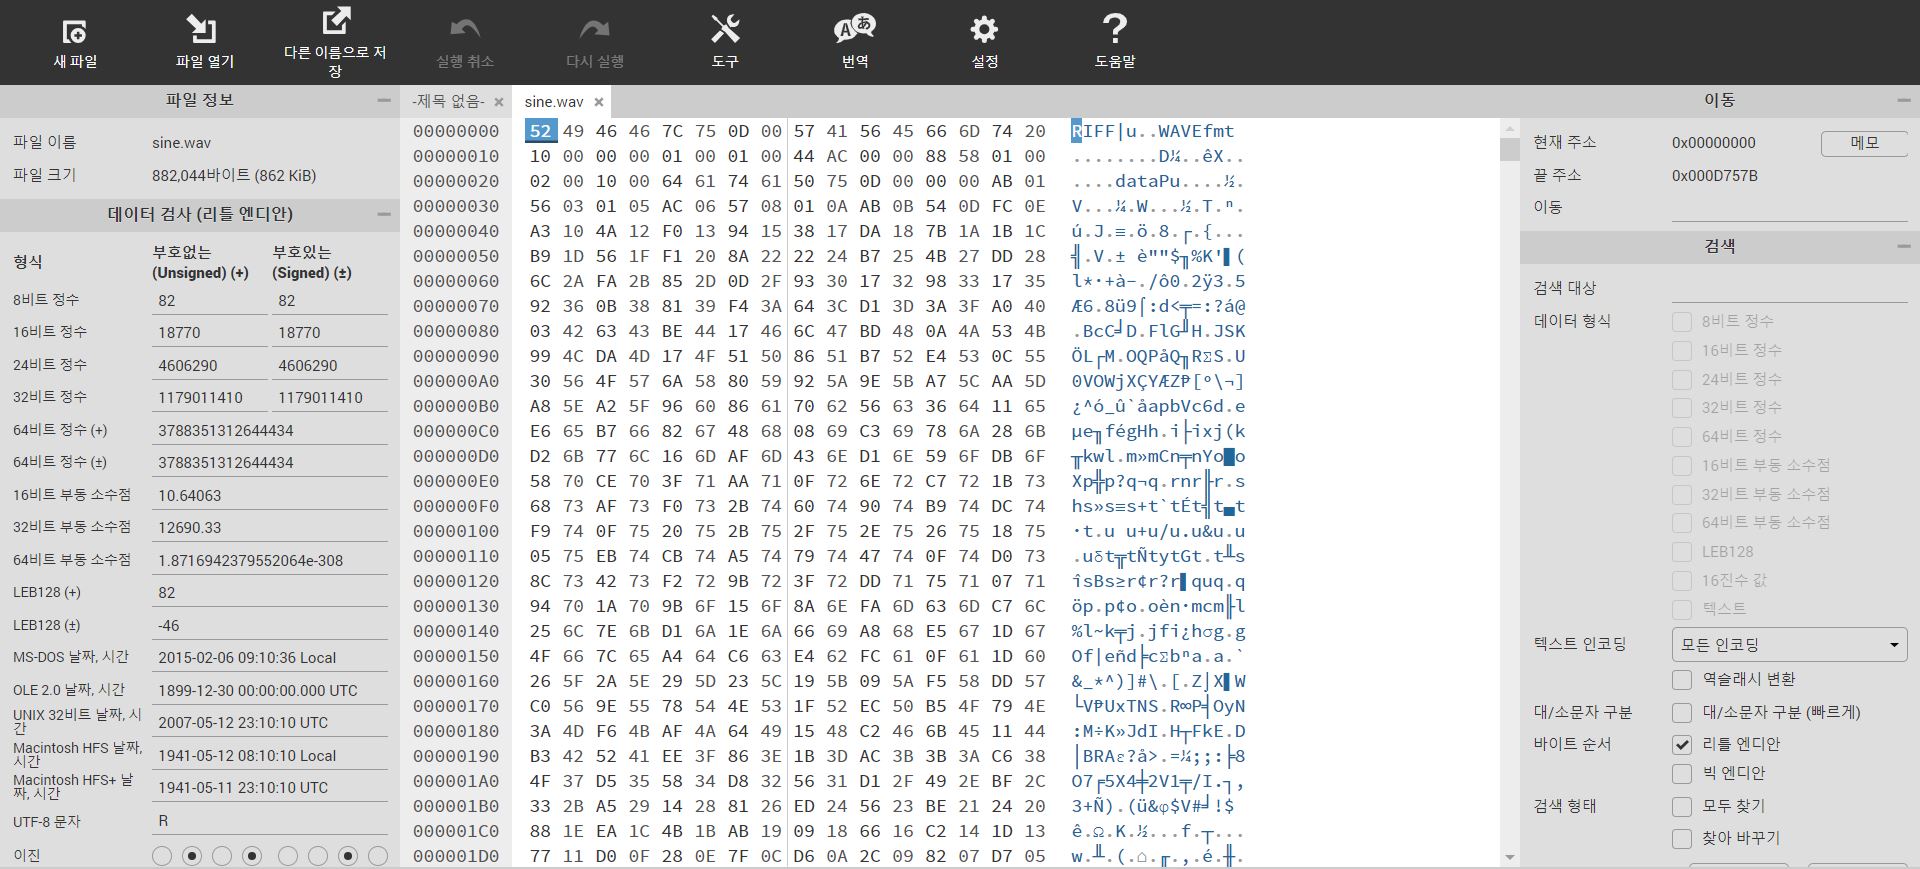 새 파일
파일 열기
다른 이름으로 저
장
실행 취소
다시 실행
도구
번역
설정
도움말
파일 정보
파일 이름 sine.wav
파일 크기 882,044바이트 (862 KiB)
데이터 검사 (리틀 엔디안)
형식 부호없는 (Unsigned) (+) 부호있는 (Signed) (±)
8비트 정수 82 82
16비트 정수 18770 18770
24비트 정수 4606290 4606290
32비트 정수 1179011410 1179011410
64비트 정수 (+) 3788351312644434
64비트 정수 (±) 3788351312644434
16비트 부동 소수점 10.64063
32비트 부동 소수점 12690.33
64비트 부동 소수점 1.8716942379552064e-308
LEB128 (+) 82
LEB128 (±) -46
MS-DOS 날짜, 시간 2015-02-06 09:10:36 Local
OLE 2.0 날짜, 시간 1899-12-30 00:00:00.000 UTC
UNIX 32비트 날짜, 시간 2007-05-12 23:10:10 UTC
Macintosh HFS 날짜, 시간 1941-05-12 08:10:10 Local
Macintosh HFS+ 날짜, 시간 1941-05-11 23:10:10 UTC
UTF-8 문자 R
이진
-제목 없음- ×
sine.wav ×
00000000 52 49 46 46 7C 75 0D 00 57 41 56 45 66 6D 74 20 RIFF|u..WAVEfmt
00000010 10 00 00 00 01 00 01 00 44 AC 00 00 88 58 01 00 ........D¼..êX..
00000020 02 00 10 00 64 61 74 61 50 75 0D 00 00 00 AB 01 ....dataPu....½.
00000030 56 03 01 05 AC 06 57 08 01 0A AB 0B 54 0D FC 0E V...¼.W...½.T.ⁿ.
00000040 A3 10 4A 12 F0 13 94 15 38 17 DA 18 7B 1A 1B 1C ú.J.≡.ö.8.┌.{...
00000050 B9 1D 56 1F F1 20 8A 22 22 24 B7 25 4B 27 DD 28 ╣.V.± è""$╖%K'▌(
00000060 6C 2A FA 2B 85 2D 0D 2F 93 30 17 32 98 33 17 35 l*·+à-./ô0.2ÿ3.5
00000070 92 36 0B 38 81 39 F4 3A 64 3C D1 3D 3A 3F A0 40 Æ6.8ü9⌠:d<╤=:?á@
00000080 03 42 63 43 BE 44 17 46 6C 47 BD 48 0A 4A 53 4B .BcC╛D.FlG╜H.JSK
00000090 99 4C DA 4D 17 4F 51 50 86 51 B7 52 E4 53 0C 55 ÖL┌M.OQPåQ╖RΣS.U
000000A0 30 56 4F 57 6A 58 80 59 92 5A 9E 5B A7 5C AA 5D 0VOWjXÇYÆZ₧[º\¬]
000000B0 A8 5E A2 5F 96 60 86 61 70 62 56 63 36 64 11 65 ¿^ó_û`åapbVc6d.e
000000C0 E6 65 B7 66 82 67 48 68 08 69 C3 69 78 6A 28 6B µe╖fégHh.i├ixj(k
000000D0 D2 6B 77 6C 16 6D AF 6D 43 6E D1 6E 59 6F DB 6F ╥kwl.m»mCn╤nYo█o
000000E0 58 70 CE 70 3F 71 AA 71 0F 72 6E 72 C7 72 1B 73 Xp╬p?q¬q.rnr╟r.s
000000F0 68 73 AF 73 F0 73 2B 74 60 74 90 74 B9 74 DC 74 hs»s≡s+t`tÉt╣t▄t
00000100 F9 74 0F 75 20 75 2B 75 2F 75 2E 75 26 75 18 75 ∙t.u u+u/u.u&u.u
00000110 05 75 EB 74 CB 74 A5 74 79 74 47 74 0F 74 D0 73 .uδt╦tÑtytGt.t╨s
00000120 8C 73 42 73 F2 72 9B 72 3F 72 DD 71 75 71 07 71 îsBs≥r¢r?r▌quq.q
00000130 94 70 1A 70 9B 6F 15 6F 8A 6E FA 6D 63 6D C7 6C öp.p¢o.oèn·mcm╟l
00000140 25 6C 7E 6B D1 6A 1E 6A 66 69 A8 68 E5 67 1D 67 %l~k╤j.jfi¿hσg.g
00000150 4F 66 7C 65 A4 64 C6 63 E4 62 FC 61 0F 61 1D 60 Of|eñd╞cΣbⁿa.a.`
00000160 26 5F 2A 5E 29 5D 23 5C 19 5B 09 5A F5 58 DD 57 &_*^)]#\.[.Z⌡X▌W
00000170 C0 56 9E 55 78 54 4E 53 1F 52 EC 50 B5 4F 79 4E └V₧UxTNS.R∞P╡OyN
00000180 3A 4D F6 4B AF 4A 64 49 15 48 C2 46 6B 45 11 44 :M÷K»JdI.H┬FkE.D
00000190 B3 42 52 41 EE 3F 86 3E 1B 3D AC 3B 3B 3A C6 38 │BRAε?å>.=¼;;:╞8
000001A0 4F 37 D5 35 58 34 D8 32 56 31 D1 2F 49 2E BF 2C O7╒5X4╪2V1╤/I.┐,
000001B0 33 2B A5 29 14 28 81 26 ED 24 56 23 BE 21 24 20 3+Ñ).(ü&φ$V#╛!$
000001C0 88 1E EA 1C 4B 1B AB 19 09 18 66 16 C2 14 1D 13 ê.Ω.K.½...f.┬...
000001D0 77 11 D0 0F 28 0E 7F 0C D6 0A 2C 09 82 07 D7 05 w.╨.(.⌂.╓.,.é.╫.
이동
현재 주소 0x00000000 메모
끝 주소 0x000D757B
이동
검색
검색 대상
데이터 형식 8비트 정수
16비트 정수
24비트 정수
32비트 정수
64비트 정수
16비트 부동 소수점
32비트 부동 소수점
64비트 부동 소수점
LEB128
16진수 값
텍스트
텍스트 인코딩 모든 인코딩
역슬래시 변환
대/소문자 구분 대/소문자 구분 (빠르게)
바이트 순서 리틀 엔디안
빅 엔디안
검색 형태 모두 찾기
찾아 바꾸기